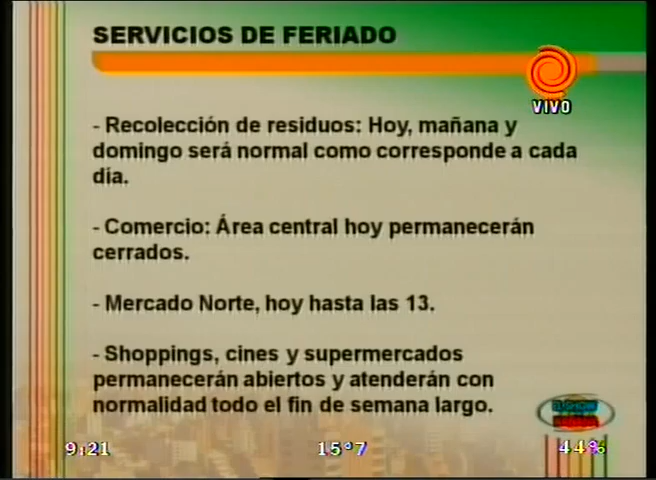 SERVICIOS DE FERIADO
VIVO
- Recolección de residuos: Hoy, mañana y
domingo será normal como corresponde a cada
día.
- Comercio: Área central hoy permanecerán
cerrados.
- Mercado Norte, hoy hasta las 13.
- Shoppings, cines y supermercados
permanecerán abiertos y atenderán con
normalidad todo el fin de semana largo.
EL SHOW
9:21 15°7 44%